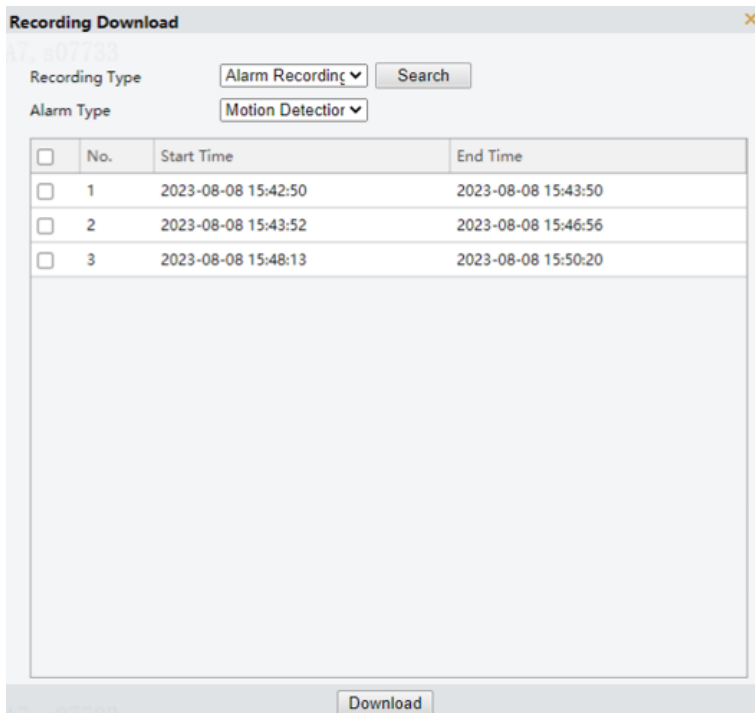 Recording Download
A7, a07733
Recording Type Alarm Recording Search
Alarm Type Motion Detection
No. Start Time End Time
1 2023-08-08 15:42:50 2023-08-08 15:43:50
2 2023-08-08 15:43:52 2023-08-08 15:46:56
3 2023-08-08 15:48:13 2023-08-08 15:50:20
Download